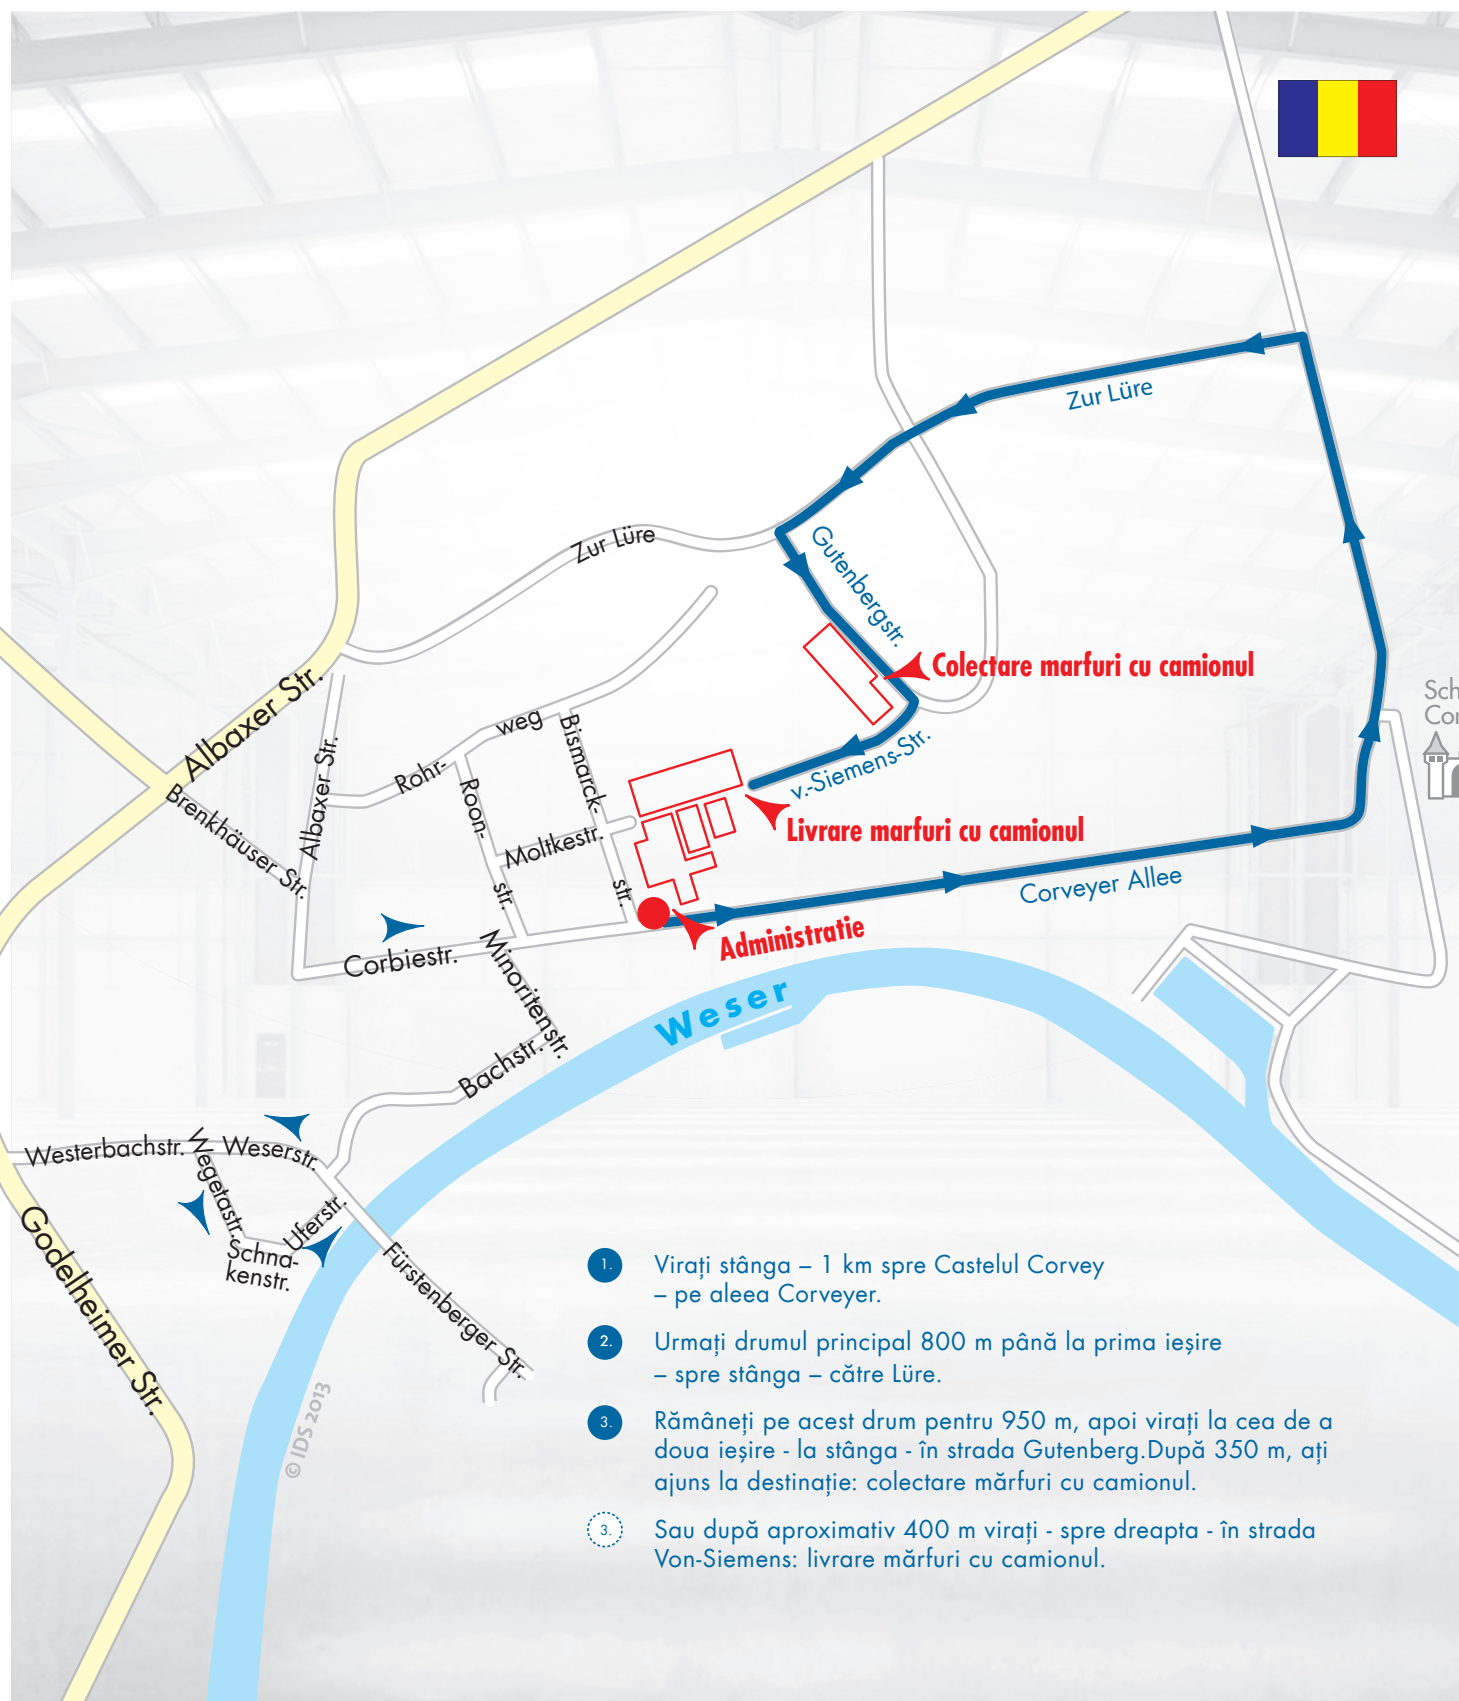 Zur Lüre
Zur Lüre
Gutenbergstr.
Colectare marfuri cu camionul
Sch
Cor
Albaxer Str.
weg
Bismarck-
str.
Rohr-
Albaxer Str.
Roon-
str.
v.-Siemens-Str.
Brenkhäuser Str.
Moltkestr.
Livrare marfuri cu camionul
Corveyer Allee
Administratie
Corbiestr.
Minoritenstr.
Weser
Bachstr.
Westerbachstr.
Wegetastr.
Weserstr.
Uferstr.
Schna-
kenstr.
Godelheimer Str.
Fürstenberger Str.
© IDS 2013
1. Virați stânga – 1 km spre Castelul Corvey
– pe aleea Corveyer.
2. Urmați drumul principal 800 m până la prima ieșire
– spre stânga – către Lüre.
3. Rămâneți pe acest drum pentru 950 m, apoi virați la cea de a
doua ieșire - la stânga - în strada Gutenberg.După 350 m, ați
ajuns la destinație: colectare mărfuri cu camionul.
3. Sau după aproximativ 400 m virați - spre dreapta - în strada
Von-Siemens: livrare mărfuri cu camionul.